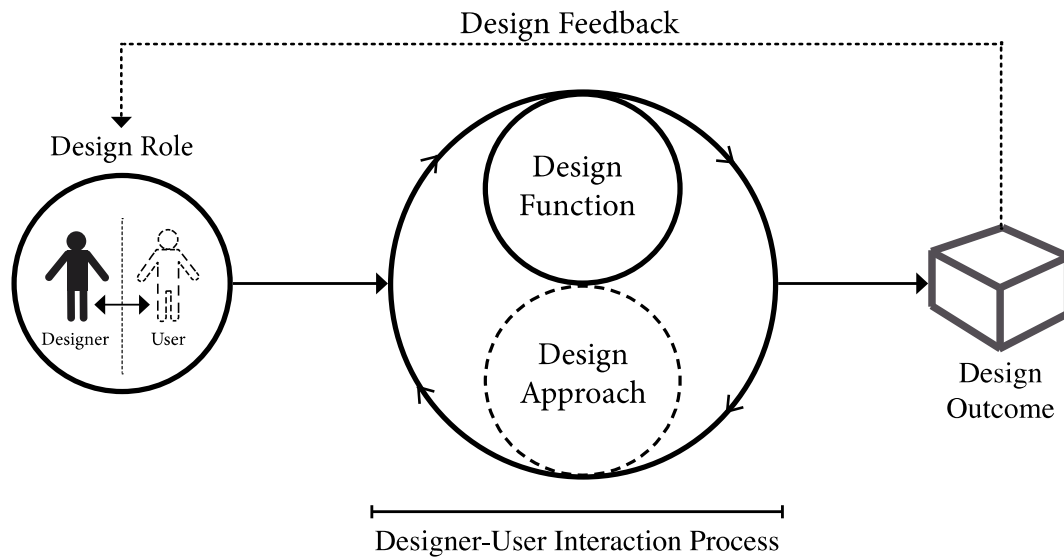 Design Feedback
Design Role
Designer
User
Design
Function
Design
Approach
Design
Outcome
Designer-User Interaction Process